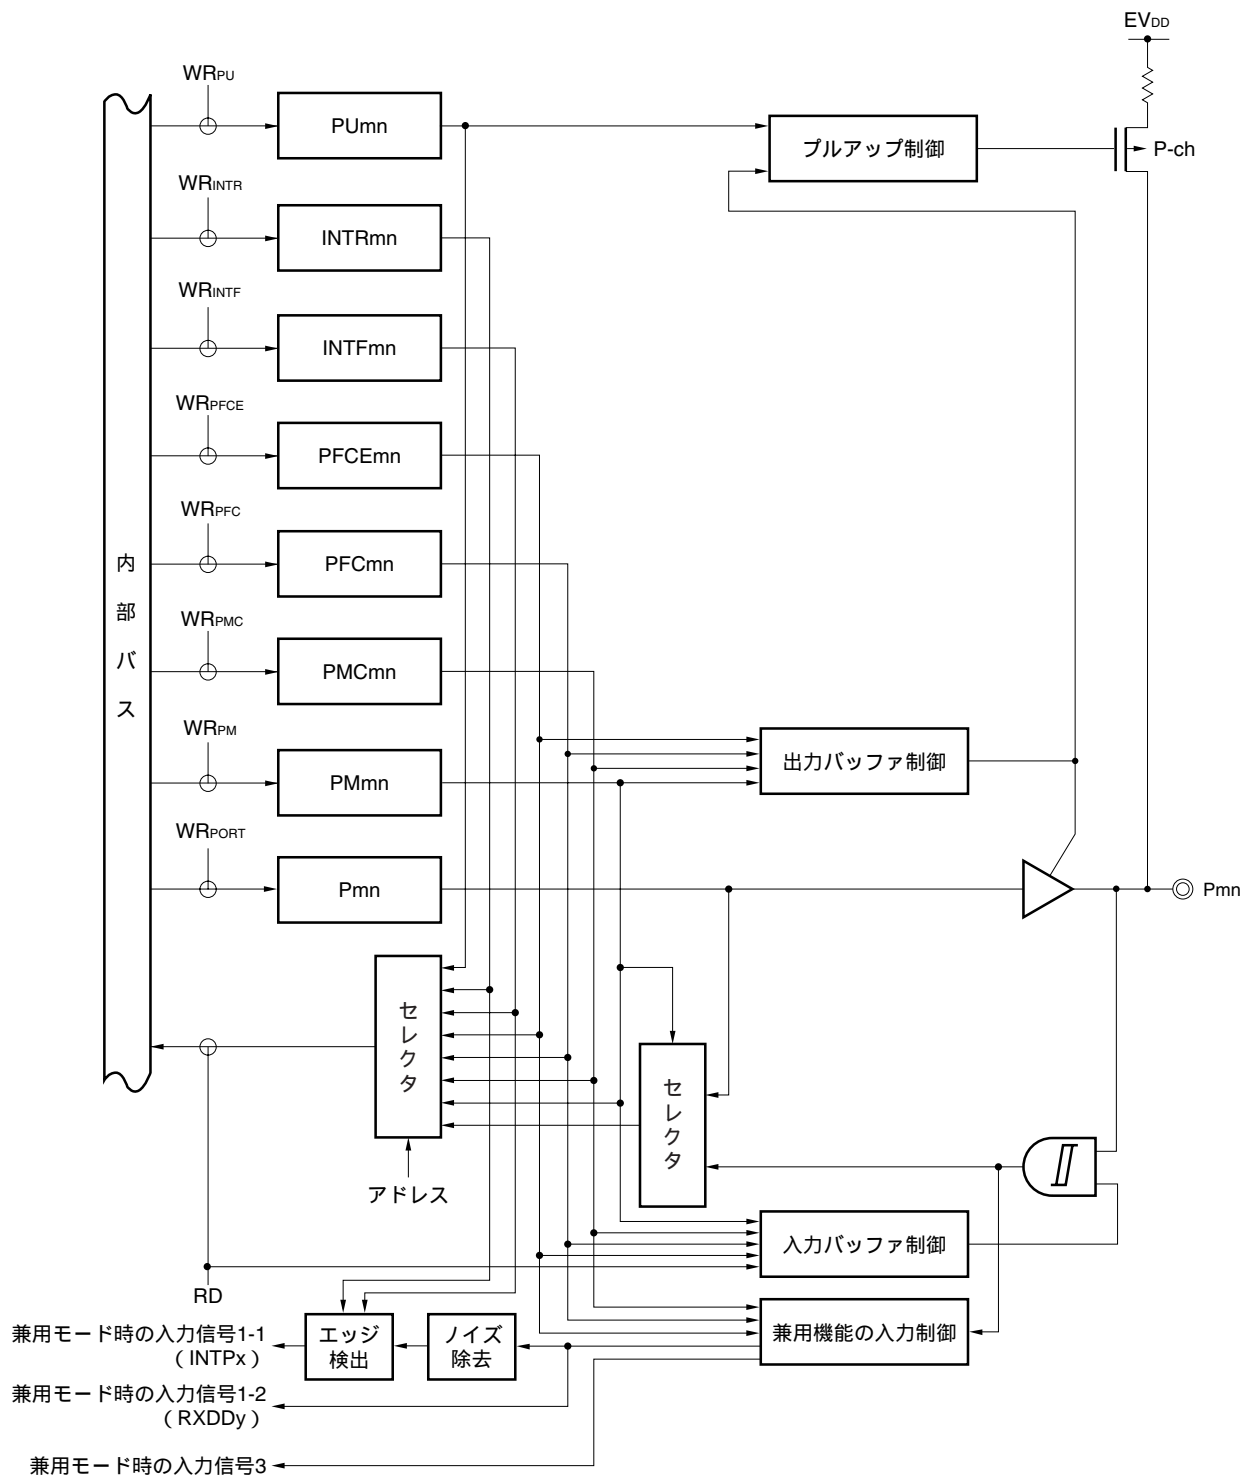 EVDD
WRPU
PUmn
プルアップ制御
P-ch
WRINTR
INTRmn
WRINTF
INTFmn
WRPFCE
PFCEmn
WRPFC
PFCmn
内部バス
WRPMC
PMCmn
WRPM
PMmn
出力バッファ制御
WRPORT
Pmn
Pmn
セレクタ
セレクタ
アドレス
入力バッファ制御
RD
兼用モード時の入力信号1-1
(INTPx)
エッジ
検出
ノイズ
除去
兼用機能の入力制御
兼用モード時の入力信号1-2
(RXDDy)
兼用モード時の入力信号3